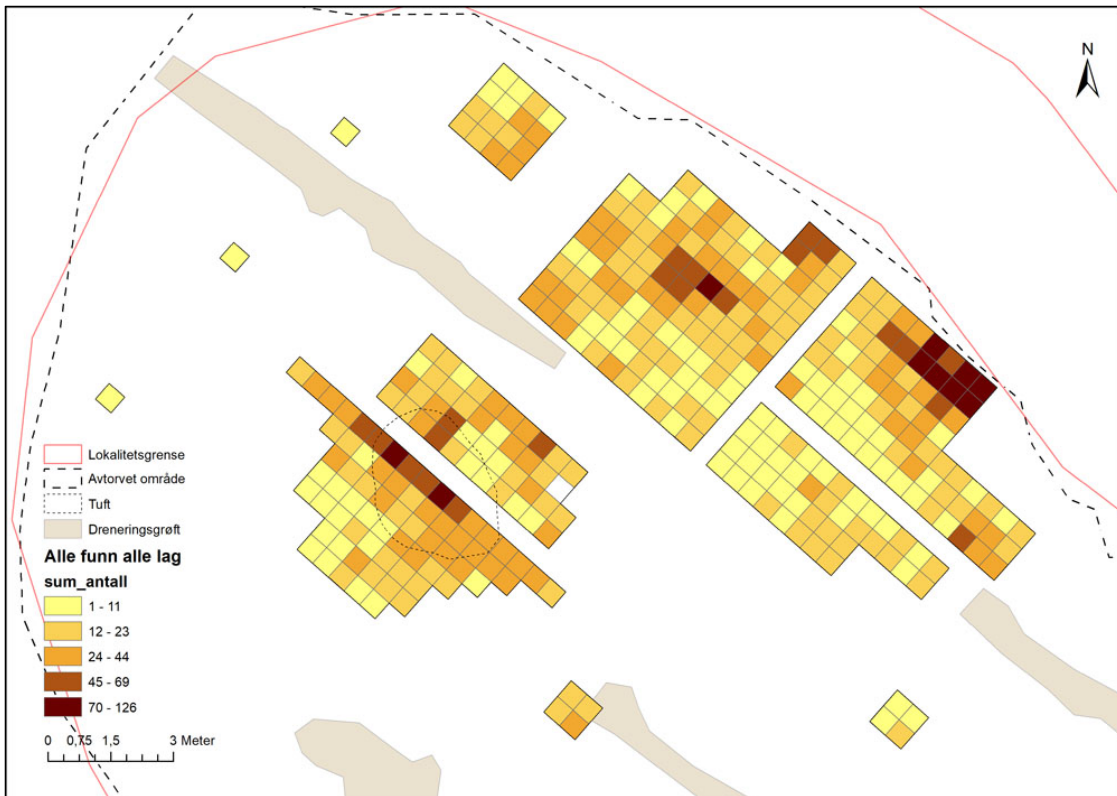 N
Lokalitetsgrense
Avtorvet område
Tuft
Dreneringsgrøft
Alle funn alle lag
sum_antall
1 - 11
12 - 23
24 - 44
45 - 69
70 - 126
0 0,75 1,5 3 Meter